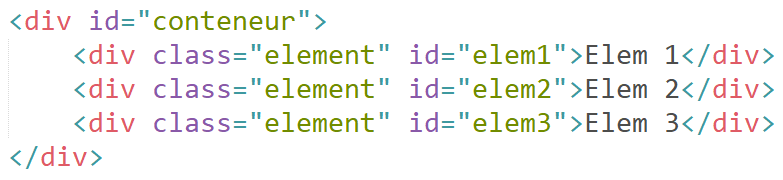 <div id="conteneur">
    <div class="element" id="elem1">Elem 1</div>
    <div class="element" id="elem2">Elem 2</div>
    <div class="element" id="elem3">Elem 3</div>
</div>